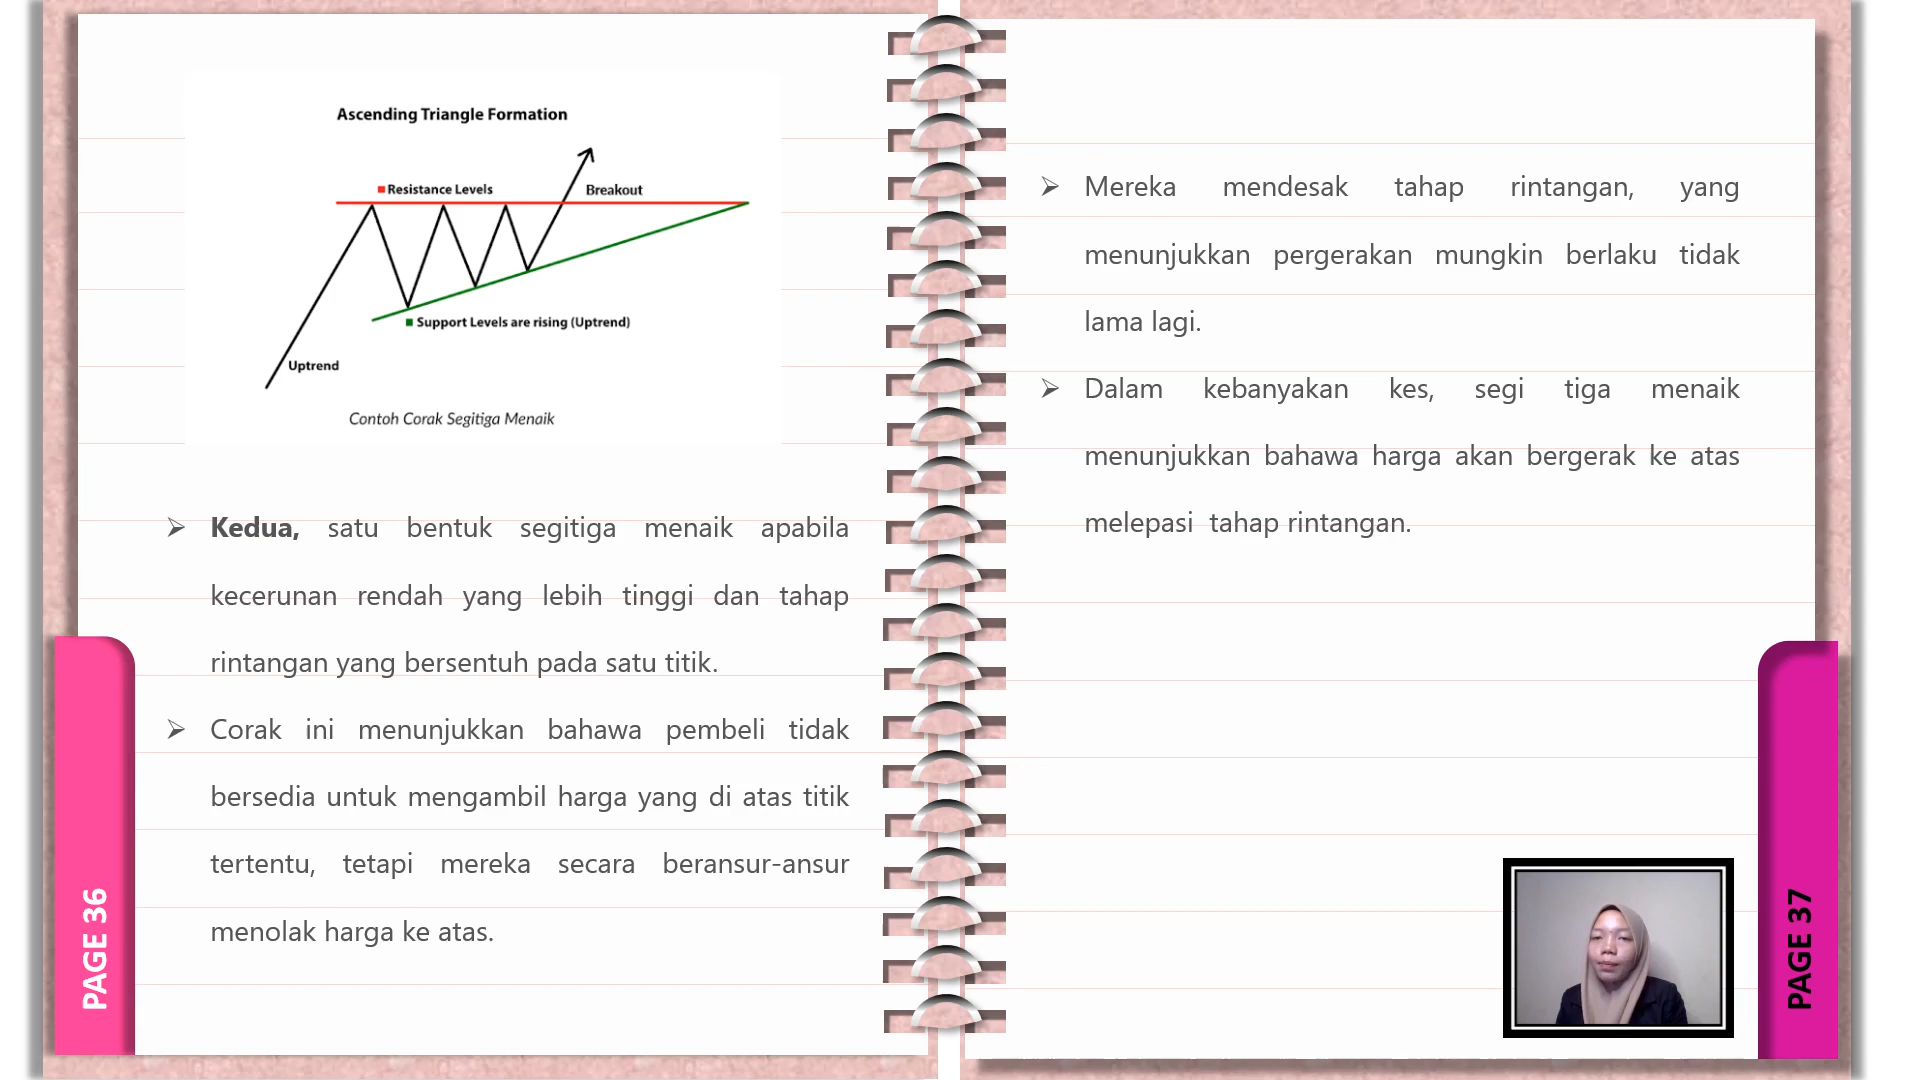 Ascending Triangle Formation
Resistance Levels
Breakout
Support Levels are rising (Uptrend)
Uptrend
Contoh Corak Segitiga Menaik
Kedua, satu bentuk segitiga menaik apabila
kecerunan rendah yang lebih tinggi dan tahap
rintangan yang bersentuh pada satu titik.
Corak ini menunjukkan bahawa pembeli tidak
bersedia untuk mengambil harga yang di atas titik
tertentu, tetapi mereka secara beransur-ansur
menolak harga ke atas.
PAGE 36
Mereka mendesak tahap rintangan, yang
menunjukkan pergerakan mungkin berlaku tidak
lama lagi.
Dalam kebanyakan kes, segi tiga menaik
menunjukkan bahawa harga akan bergerak ke atas
melepasi tahap rintangan.
PAGE 37